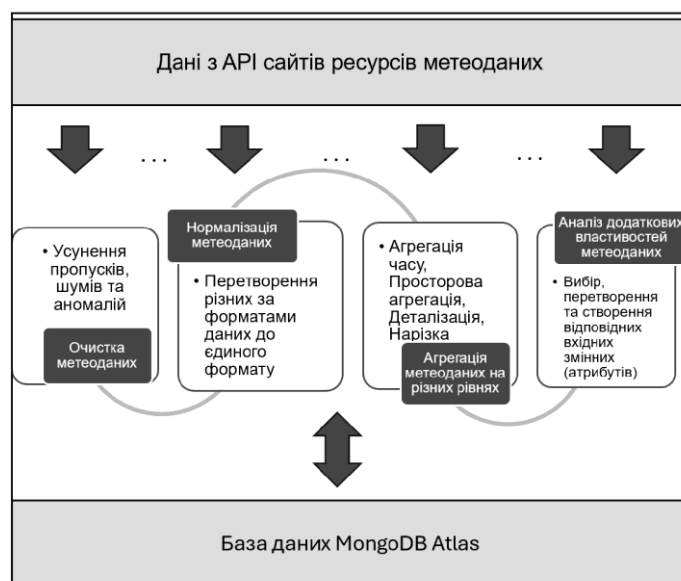 Дані з API сайтів ресурсів метеоданих
... ... ...
• Усунення
пропусків,
шумів та
аномалій
Очистка
метеоданих
Нормалізація
метеоданих
• Перетворення
різних за
форматами
даних до
єдиного
формату
• Агрегація
часу,
Просторова
агрегація,
Деталізація,
Нарізка
Агрегація
метеоданих на
різних рівнях
Аналіз додаткових
властивостей
метеоданих
• Вибір,
перетворення
та створення
відповідних
вхідних
змінних
(атрибутів)
База даних MongoDB Atlas